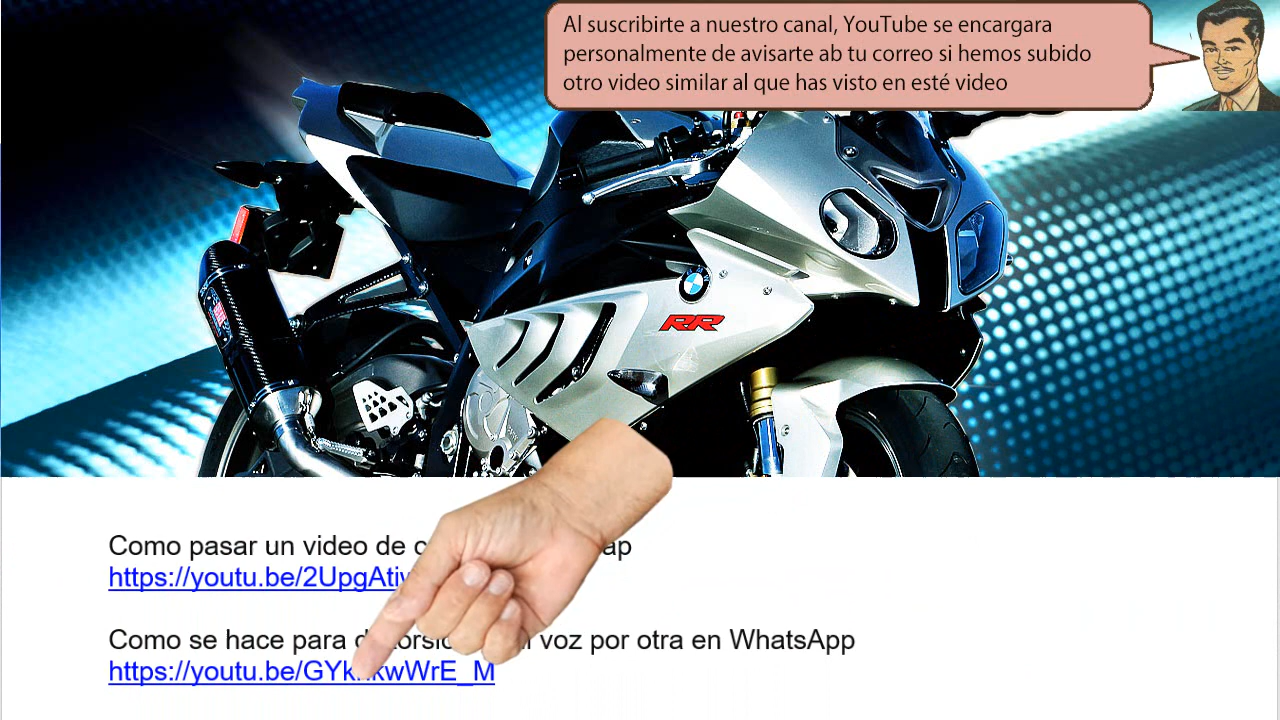 Al suscribirte a nuestro canal, YouTube se encargara
personalmente de avisarte ab tu correo si hemos subido
otro video similar al que has visto en esté video
BMW
RR
Como pasar un video de
https://youtu.be/2UpgAti
Como se hace para voz por otra en WhatsApp
https://youtu.be/GYk kwWrE_M